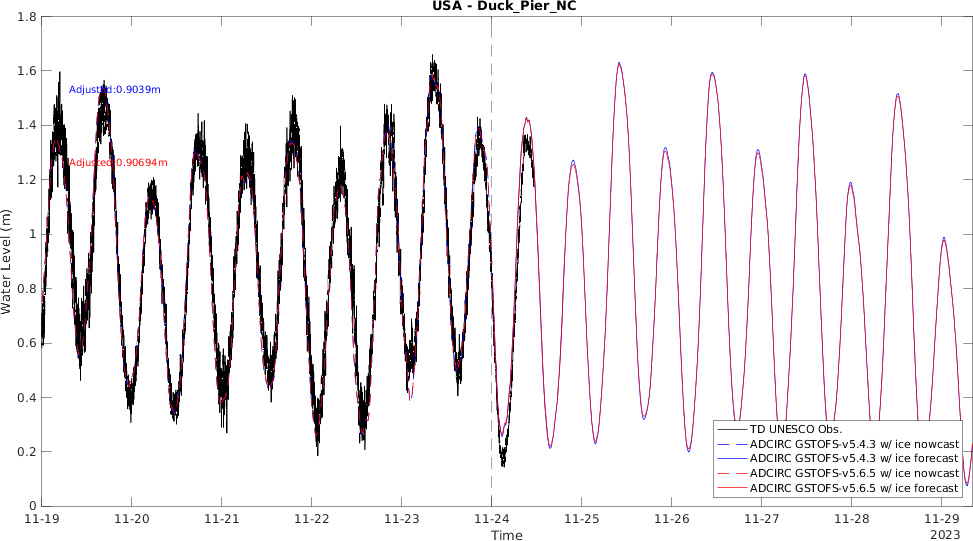 USA - Duck_Pier_NC
1.8
1.6
1.4
1.2
1
0.8
0.6
0.4
0.2
0
Water Level (m)
Adjusted:0.9039m
Adjusted:0.90694m
TD UNESCO Obs.
ADCIRC GSTOFS-v5.4.3 w/ ice nowcast
ADCIRC GSTOFS-v5.4.3 w/ ice forecast
ADCIRC GSTOFS-v5.6.5 w/ ice nowcast
ADCIRC GSTOFS-v5.6.5 w/ ice forecast
11-19 11-20 11-21 11-22 11-23 11-24 11-25 11-26 11-27 11-28 11-29
Time
2023